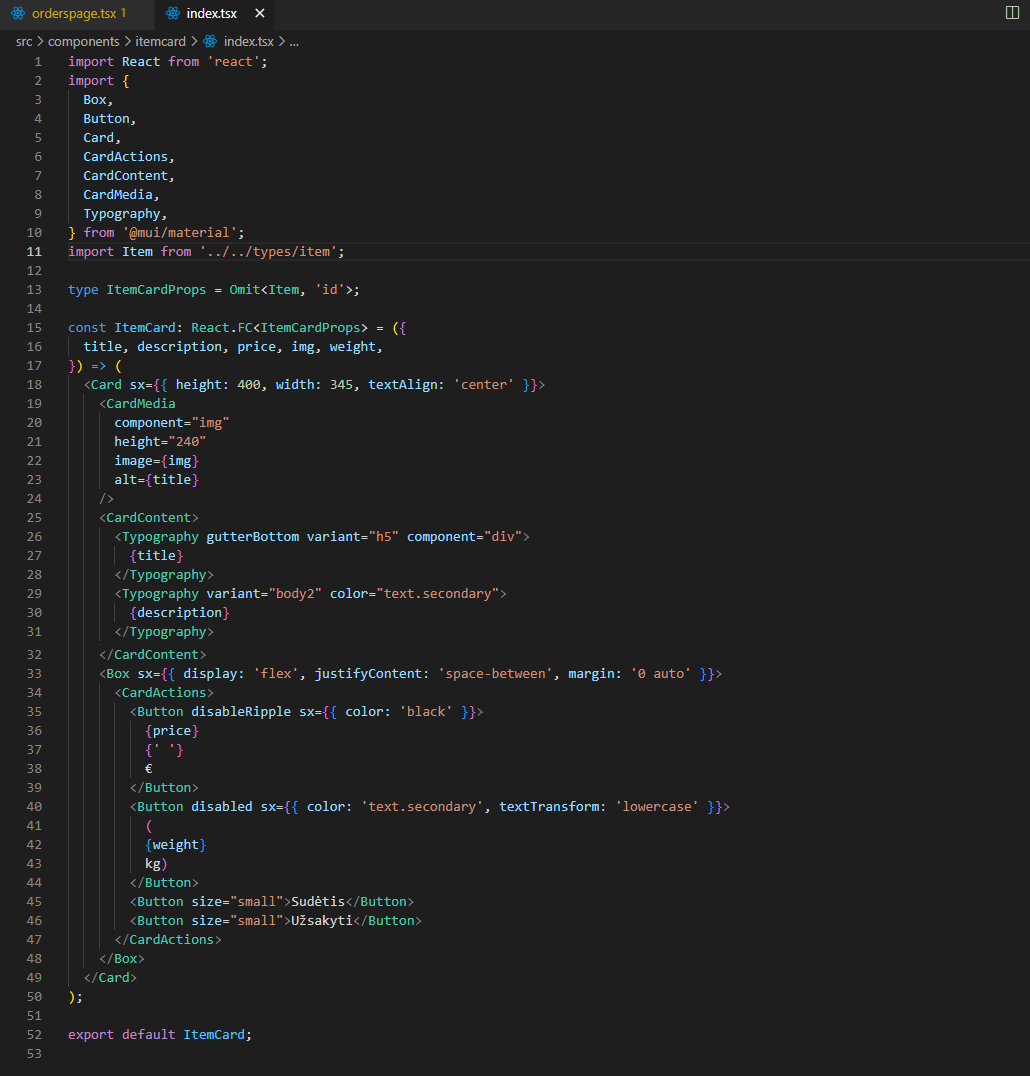 orderspage.tsx 1 index.tsx ×
src > components > itemcard > index.tsx > ...
1 import React from 'react';
2 import {
3   Box,
4   Button,
5   Card,
6   CardActions,
7   CardContent,
8   CardMedia,
9   Typography,
10 } from '@mui/material';
11 import Item from '../../types/item';
12
13 type ItemCardProps = Omit<Item, 'id'>;
14
15 const ItemCard: React.FC<ItemCardProps> = ({
16   title, description, price, img, weight,
17 }) => (
18   <Card sx={{ height: 400, width: 345, textAlign: 'center' }}>
19     <CardMedia
20       component="img"
21       height="240"
22       image={img}
23       alt={title}
24     />
25     <CardContent>
26       <Typography gutterBottom variant="h5" component="div">
27         {title}
28       </Typography>
29       <Typography variant="body2" color="text.secondary">
30         {description}
31       </Typography>
32     </CardContent>
33     <Box sx={{ display: 'flex', justifyContent: 'space-between', margin: '0 auto' }}>
34       <CardActions>
35         <Button disableRipple sx={{ color: 'black' }}>
36           {price}
37           {' '}
38           €
39         </Button>
40         <Button disabled sx={{ color: 'text.secondary', textTransform: 'lowercase' }}>
41           (
42           {weight}
43           kg)
44         </Button>
45         <Button size="small">Sudėtis</Button>
46         <Button size="small">Užsakyti</Button>
47       </CardActions>
48     </Box>
49   </Card>
50 );
51
52 export default ItemCard;
53